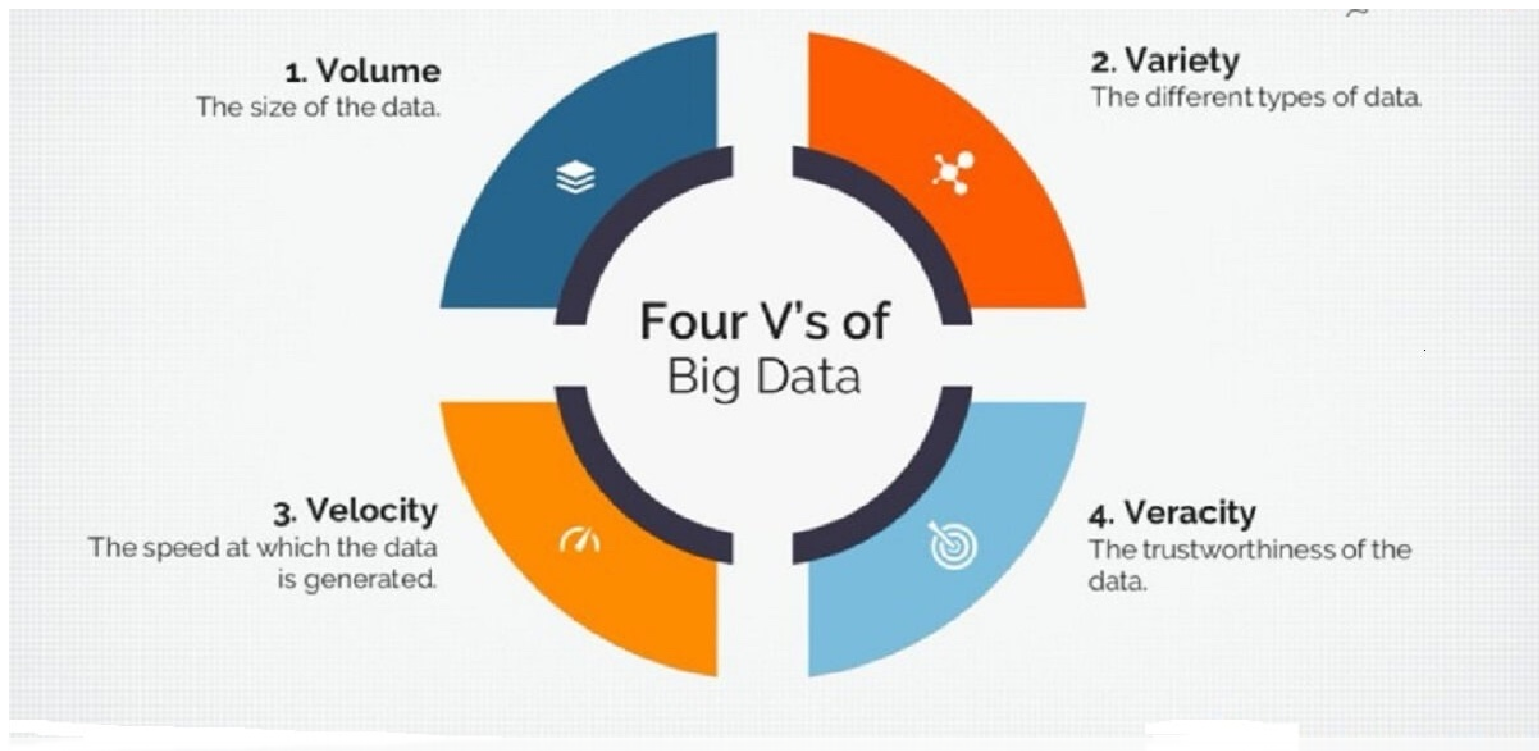 1. Volume
The size of the data.
2. Variety
The different types of data.
Four V's of
Big Data
3. Velocity
The speed at which the data
is generated.
4. Veracity
The trustworthiness of the
data.